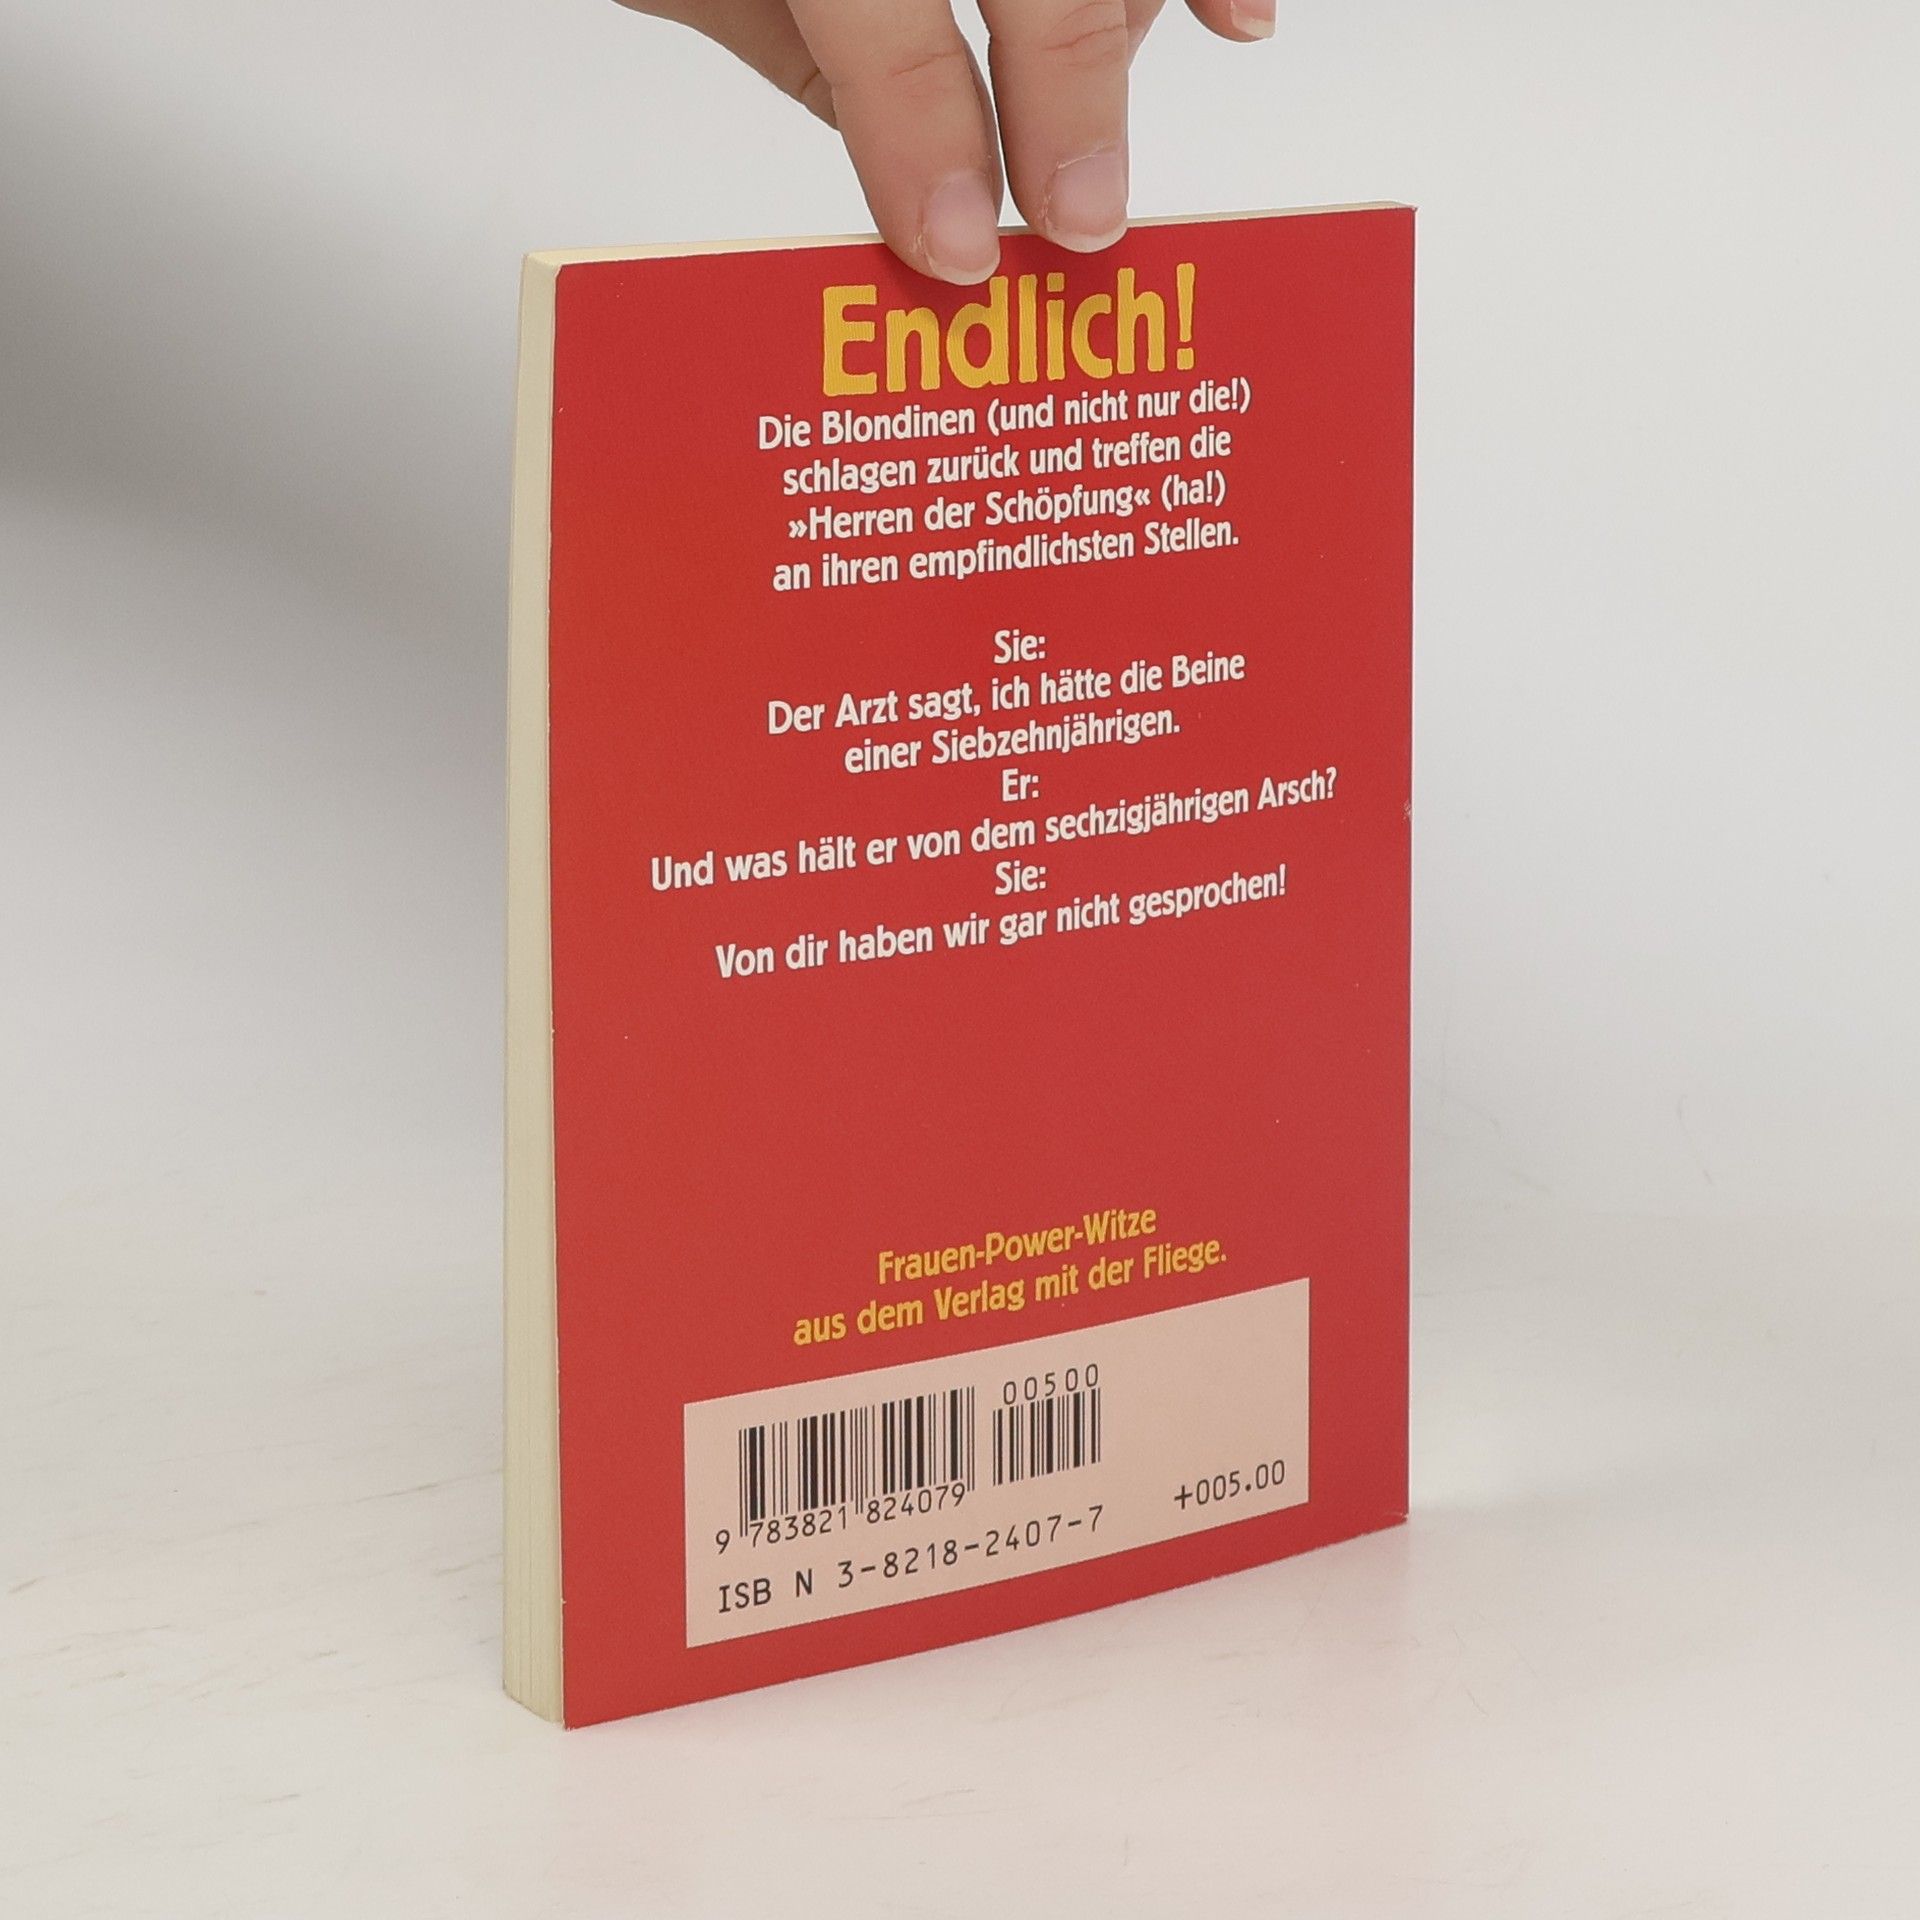 Endlich!
Die Blondinen (und nicht nur die!)
schlagen zurück und treffen die
»Herren der Schöpfung« (ha!)
an ihren empfindlichsten Stellen.
Sie:
Der Arzt sagt, ich hätte die Beine
einer Siebzehnjährigen.
Er:
Und was hält er von dem sechzigjährigen Arsch?
Sie:
Von dir haben wir gar nicht gesprochen!
Frauen-Power-Witze
aus dem Verlag mit der Fliege.
00500
9 783821 824079
+005.00
ISB N 3-8218-2407-7